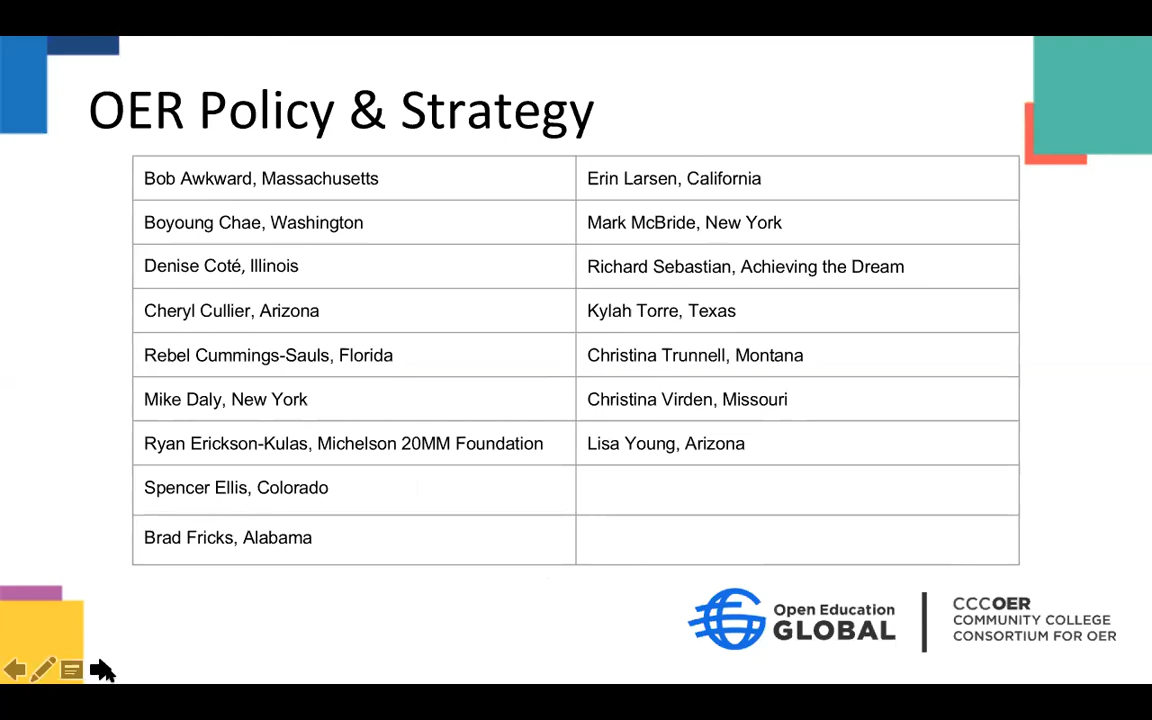 OER Policy & Strategy
Bob Awkward, Massachusetts
Erin Larsen, California
Boyoung Chae, Washington
Mark McBride, New York
Denise Coté, Illinois
Richard Sebastian, Achieving the Dream
Cheryl Cullier, Arizona
Kylah Torre, Texas
Rebel Cummings-Sauls, Florida
Christina Trunnell, Montana
Mike Daly, New York
Christina Virden, Missouri
Ryan Erickson-Kulas, Michelson 20MM Foundation
Lisa Young, Arizona
Spencer Ellis, Colorado
Brad Fricks, Alabama
Open Education
GLOBAL
CCCOER
COMMUNITY COLLEGE
CONSORTIUM FOR OER